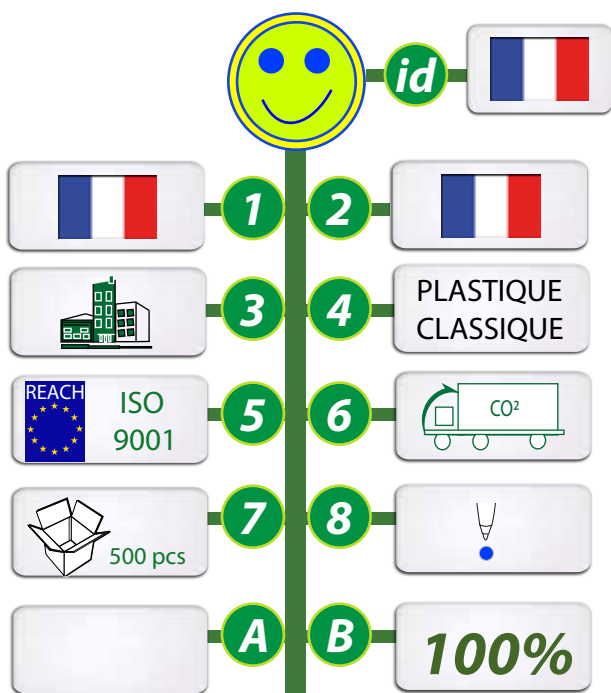 id
1
2
3
4
PLASTIQUE
CLASSIQUE
REACH
ISO
9001
5
6
CO²
500 pcs
7
8
A
B
100%